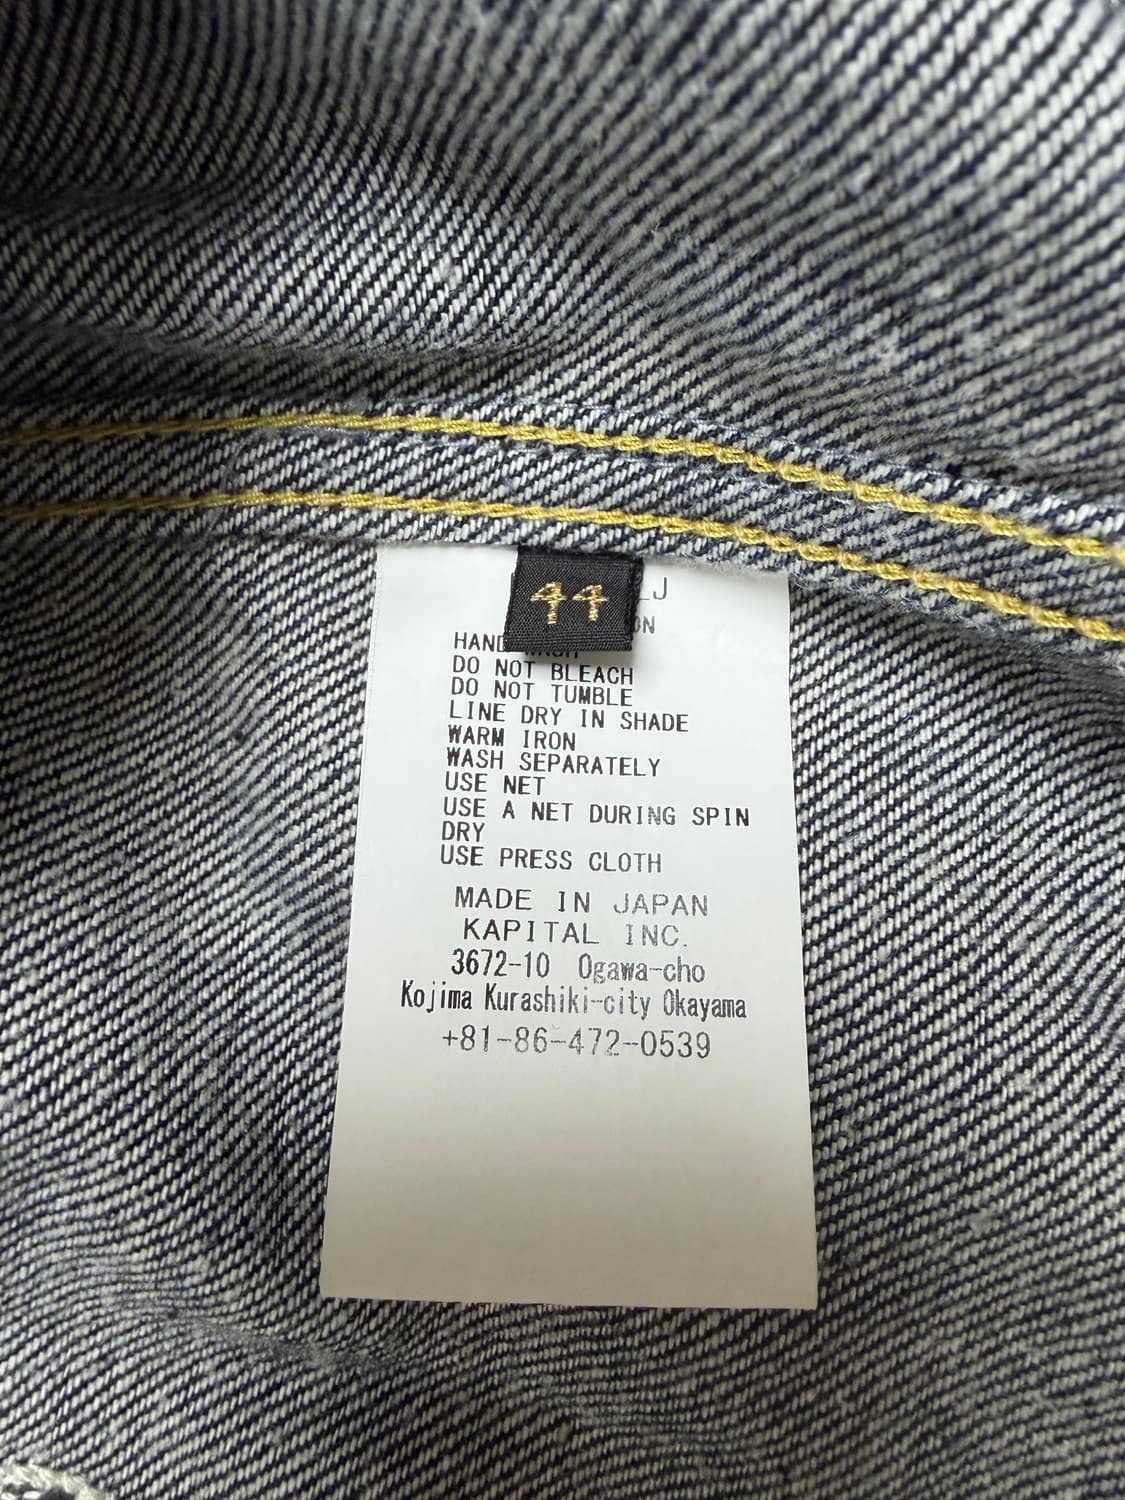 44
LJ
HAND WASH
DO NOT BLEACH
DO NOT TUMBLE
LINE DRY IN SHADE
WARM IRON
WASH SEPARATELY
USE NET
USE A NET DURING SPIN
DRY
USE PRESS CLOTH
MADE IN JAPAN
KAPITAL INC.
3672-10 Ogawa-cho
Kojima Kurashiki-city Okayama
+81-86-472-0539